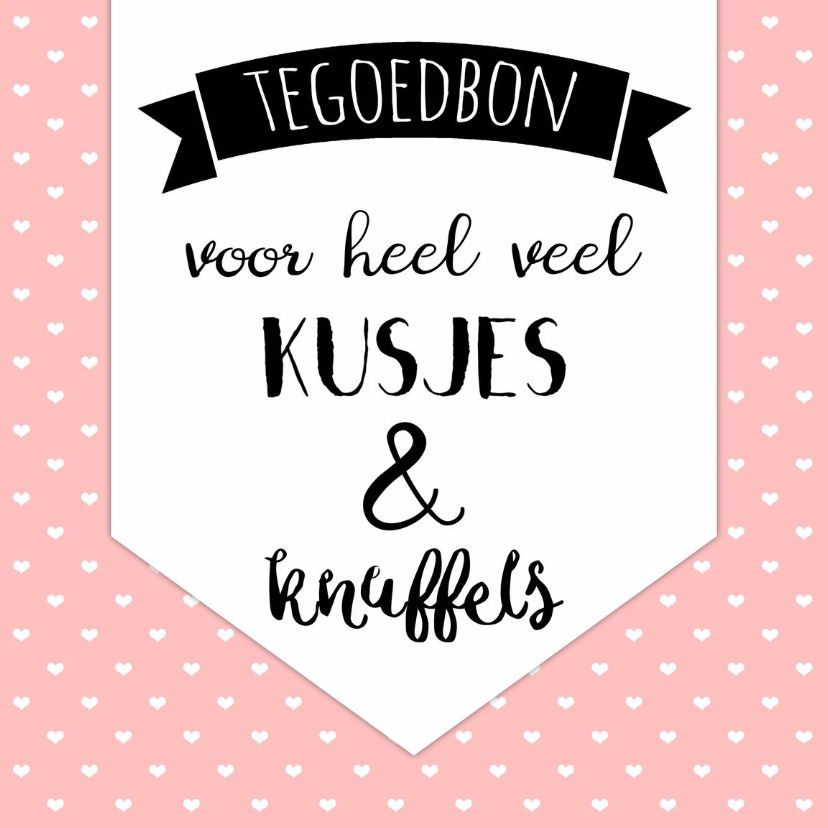 TEGOEDBON
voor heel veel
KUSJES
&
knuffels